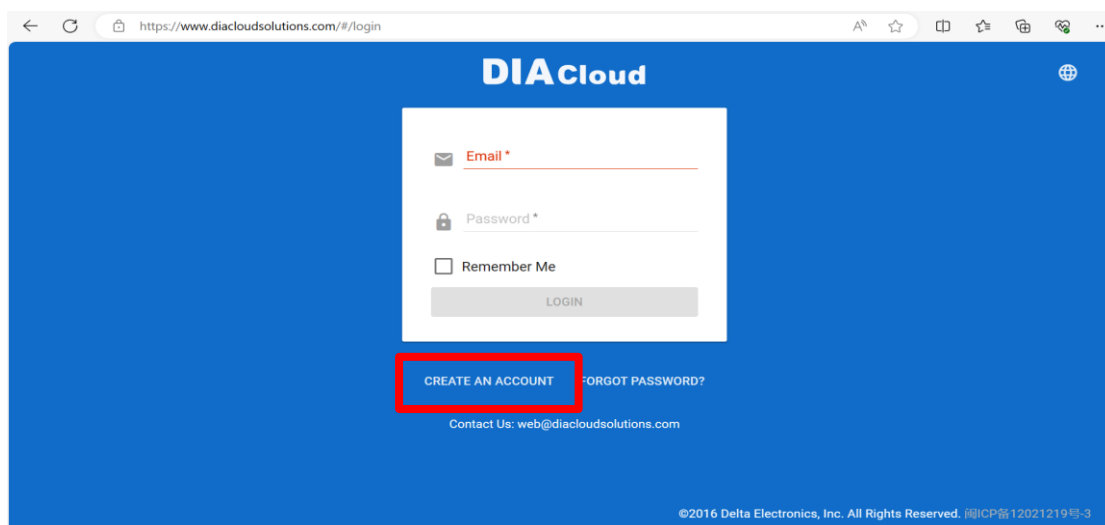 https://www.diacloudsolutions.com/#/login
DIACloud
Email *
Password *
Remember Me
LOGIN
CREATE AN ACCOUNT
FORGOT PASSWORD?
Contact Us: web@diacloudsolutions.com
©2016 Delta Electronics, Inc. All Rights Reserved. 闽ICP备12021219号-3